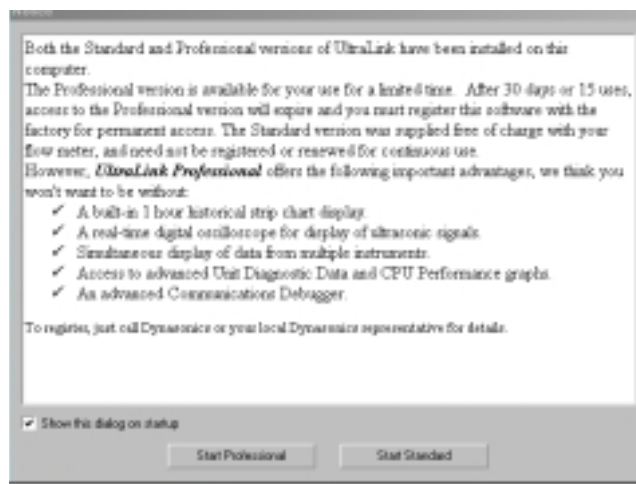 Notice
Both the Standard and Professional versions of UltraLink have been installed on this
computer.
The Professional version is available for your use for a limited time. After 30 days or 15 uses,
access to the Professional version will expire and you must register this software with the
factory for permanent access. The Standard version was supplied free of charge with your
flow meter, and need not be registered or renewed for continuous use.
However, UltraLink Professional offers the following important advantages, we think you
won't want to be without:
✓ A built-in 1 hour historical strip chart display.
✓ A real-time digital oscilloscope for display of ultrasonic signals.
✓ Simultaneous display of data from multiple instruments.
✓ Access to advanced Unit Diagnostic Data and CPU Performance graphs.
✓ An advanced Communications Debugger.
To register, just call Dynasonics or your local Dynasonics representative for details.
Show this dialog on startup
Start Professional
Start Standard